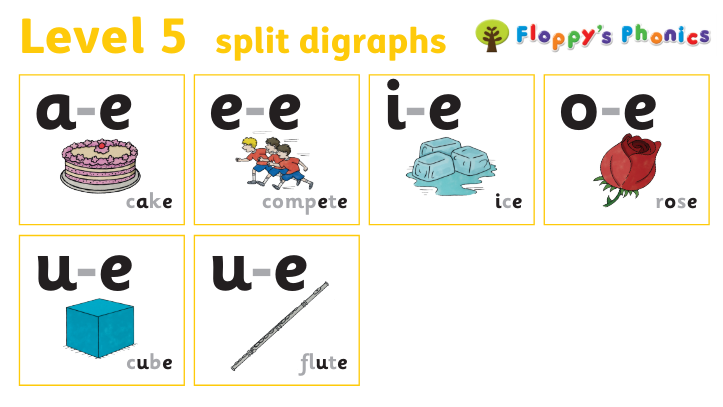 Level 5 split digraphs Floppy's Phonics
a-e
cake
e-e
compete
i-e
ice
o-e
rose
u-e
cube
u-e
flute